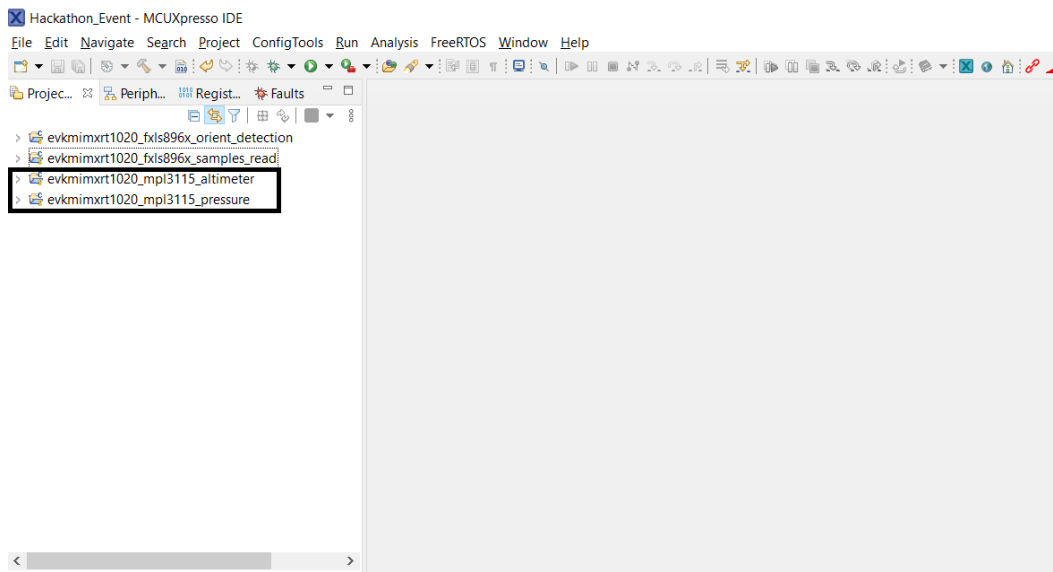 Hackathon_Event - MCUXpresso IDE
File Edit Navigate Search Project ConfigTools Run Analysis FreeRTOS Window Help
Projec... Periph... Regist... Faults
evkmimxrt1020_fxls896x_orient_detection
evkmimxrt1020_fxls896x_samples_read
evkmimxrt1020_mpl3115_altimeter
evkmimxrt1020_mpl3115_pressure